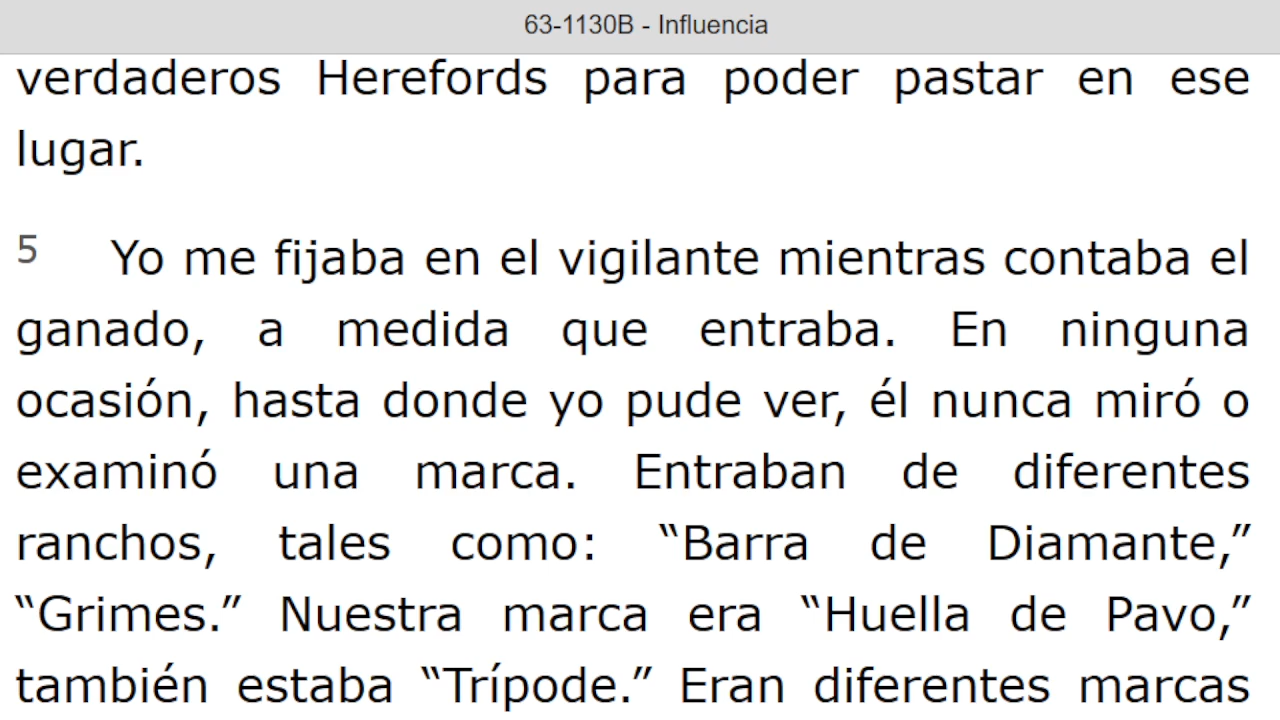 63-1130B - Influencia
verdaderos Herefords para poder pastar en ese
lugar.
5 Yo me fijaba en el vigilante mientras contaba el
ganado, a medida que entraba. En ninguna
ocasión, hasta donde yo pude ver, él nunca miró o
examinó una marca. Entraban de diferentes
ranchos, tales como: “Barra de Diamante,”
“Grimes.” Nuestra marca era “Huella de Pavo,”
también estaba “Trípode.” Eran diferentes marcas